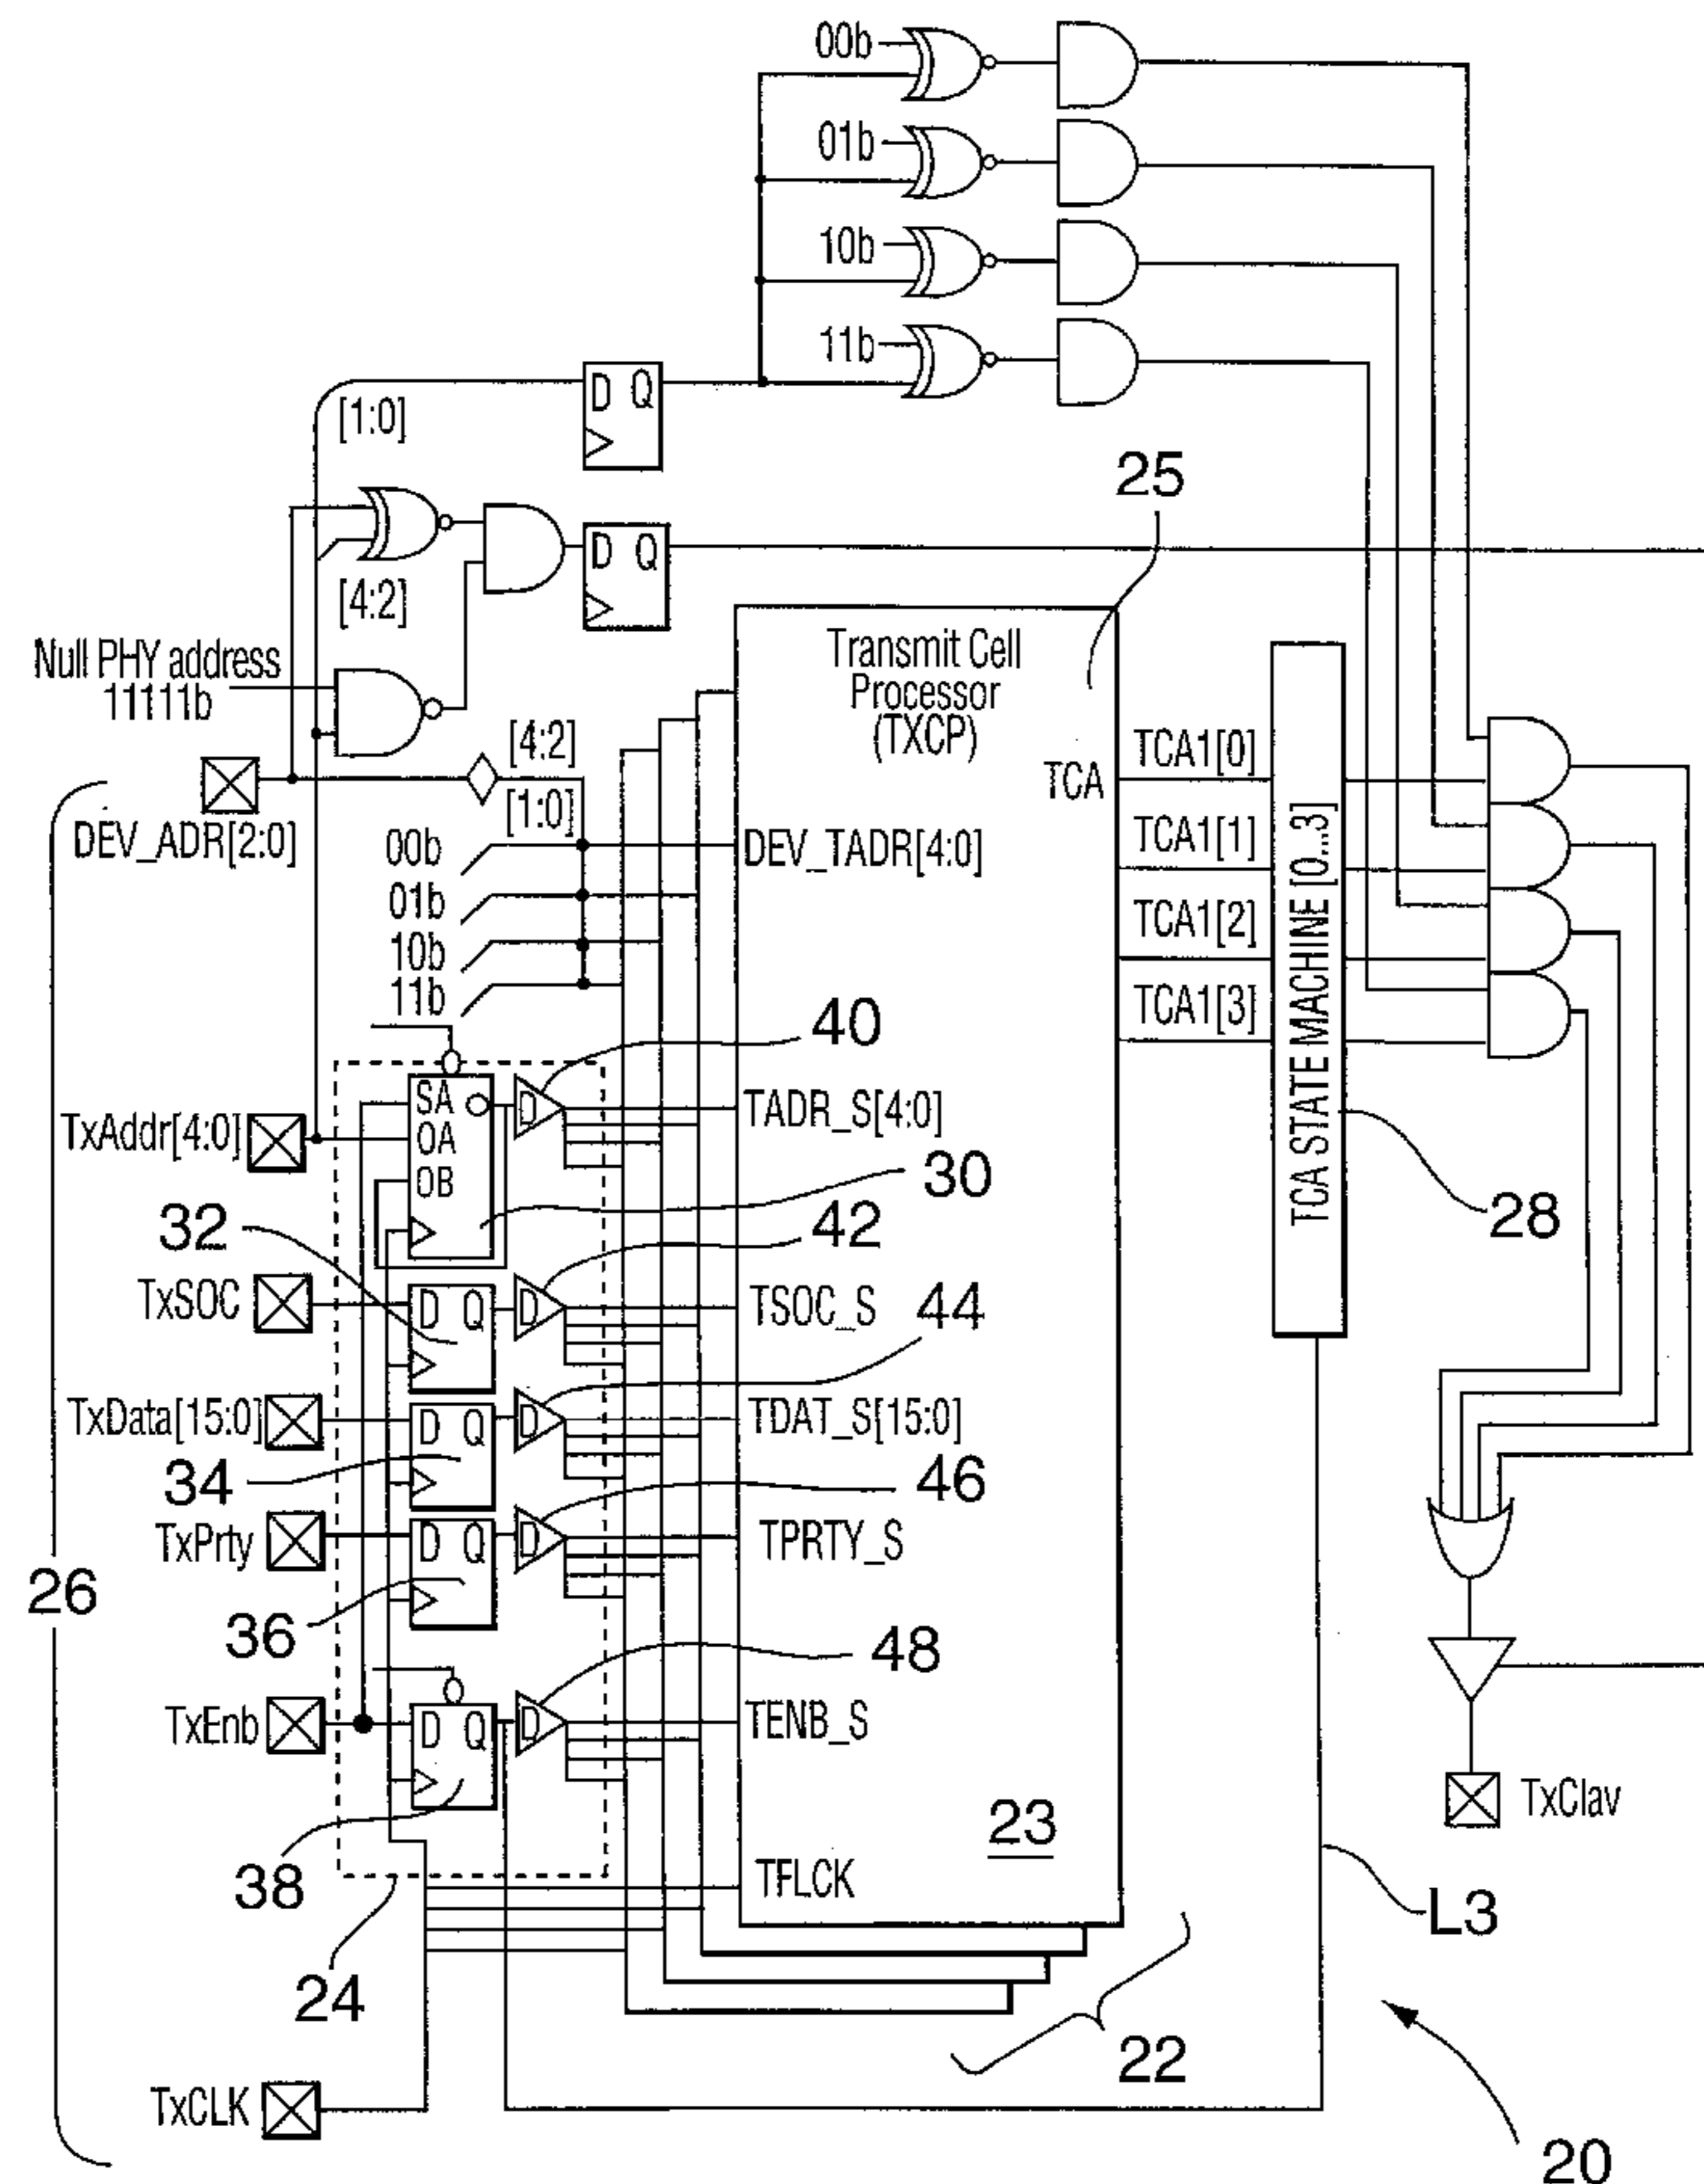 00b
01b
10b
11b
D Q
[1:0]
25
D Q
[4:2]
Null PHY address
11111b
Transmit Cell
Processor
(TXCP)
[4:2]
TCA
TCA1[0]
DEV_ADR[2:0]
[1:0]
00b
DEV_TADR[4:0]
TCA1[1]
01b
10b
TCA1[2]
11b
TCA1[3]
TCA STATE MACHINE [0...3]
40
SA
TADR_S[4:0]
TxAddr[4:0]
OA
OB
30
28
32
42
TxSOC
D Q
D
TSOC_S
44
TxData[15:0]
D Q
D
TDAT_S[15:0]
34
46
TxPrty
D Q
D
TPRTY_S
26
36
48
TxEnb
D Q
D
TENB_S
TxClav
23
38
TFLCK
L3
24
22
TxCLK
20
D